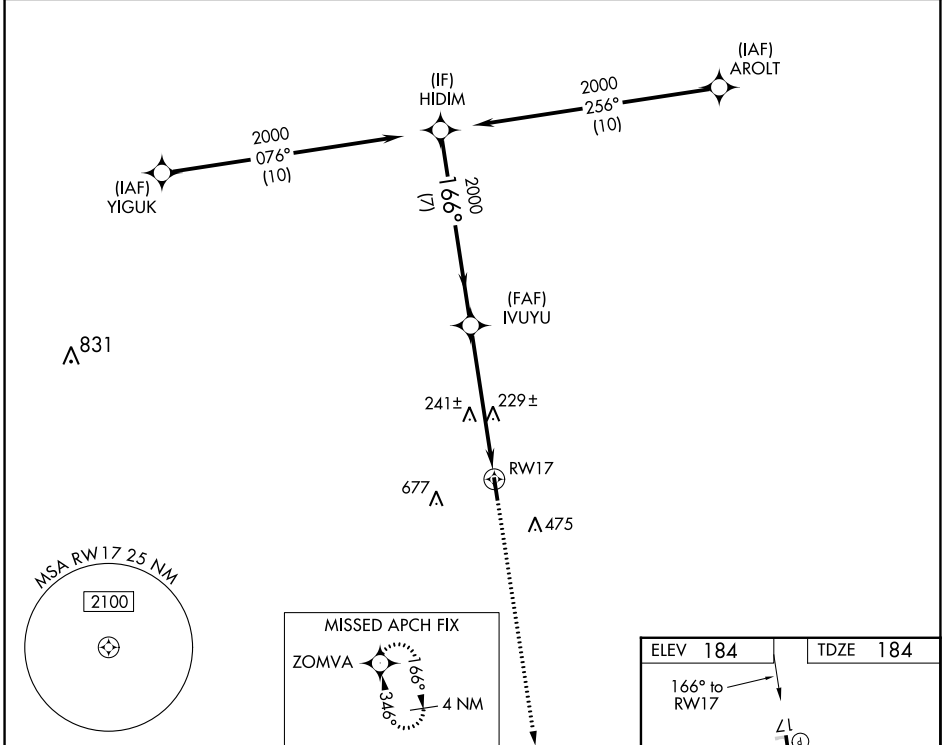 (IAF)
AROLT
(IF)
HIDIM
2000
256°
(10)
2000
076°
(10)
(IAF)
YIGUK
2000
166°
(7)
(FAF)
IVUYU
831
241±
229±
RW17
677
475
MSA RW17 25 NM
2100
MISSED APCH FIX
ZOMVA
166°
346°
4 NM
ELEV 184
TDZE 184
166° to
RW17
17
P